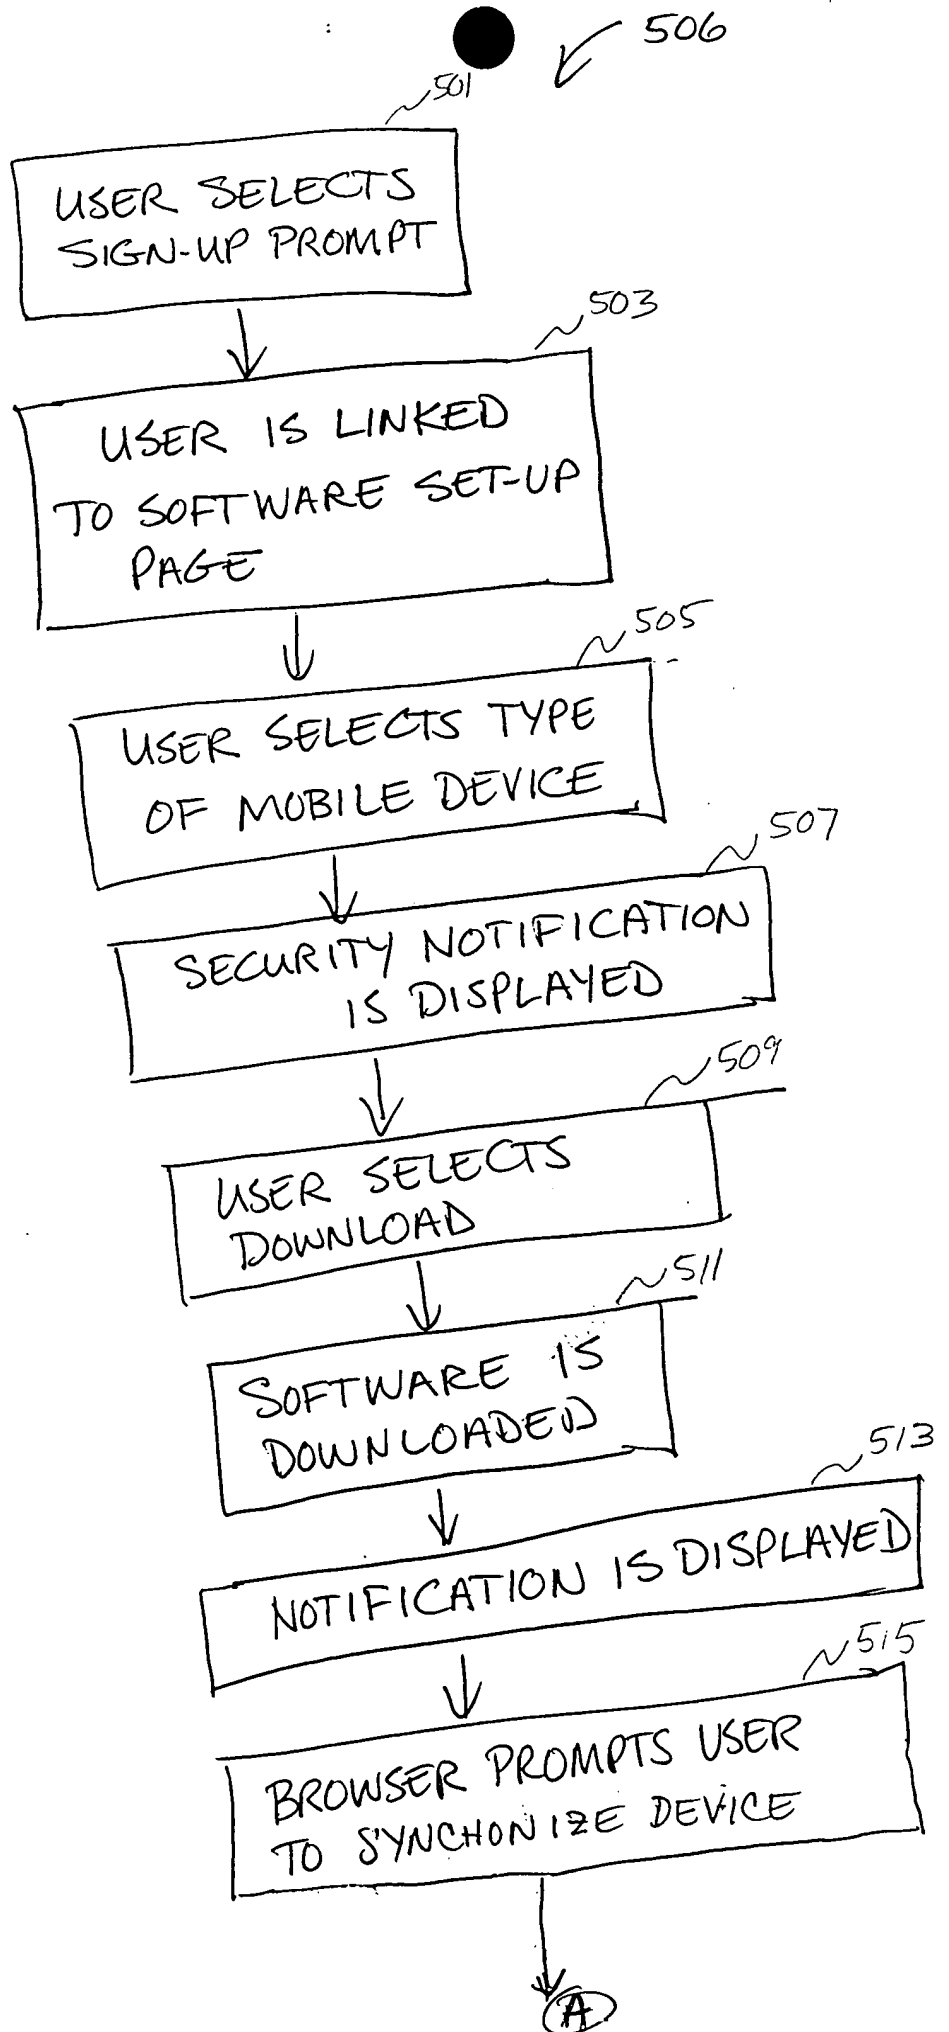 506
501
USER SELECTS
SIGN-UP PROMPT
503
USER IS LINKED
TO SOFTWARE SET-UP
PAGE
505
USER SELECTS TYPE
OF MOBILE DEVICE
507
SECURITY NOTIFICATION
IS DISPLAYED
509
USER SELECTS
DOWNLOAD
511
SOFTWARE IS
DOWNLOADED
513
NOTIFICATION IS DISPLAYED
515
BROWSER PROMPTS USER
TO SYNCHONIZE DEVICE
A